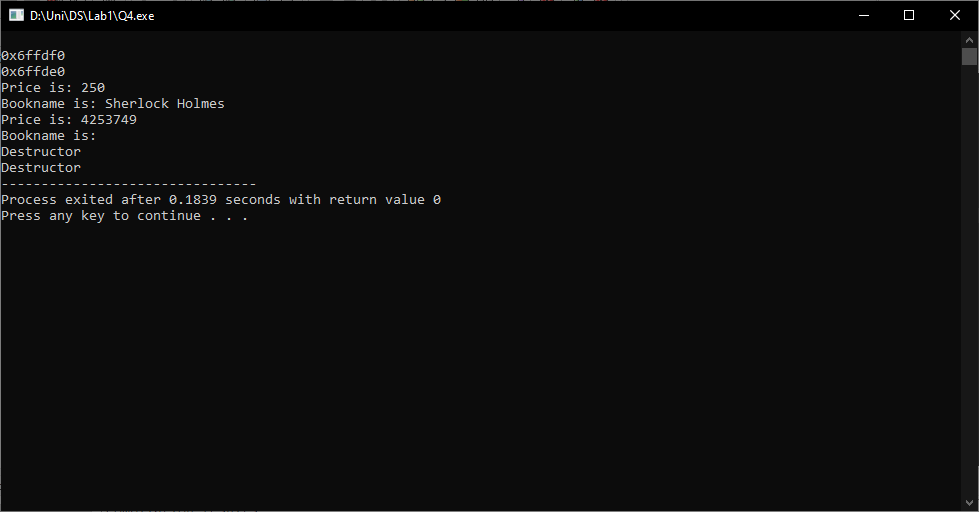 D:\Uni\DS\Lab1\Q4.exe
0x6ffdf0
0x6ffde0
Price is: 250
Bookname is: Sherlock Holmes
Price is: 4253749
Bookname is:
Destructor
Destructor
--------------------------------
Process exited after 0.1839 seconds with return value 0
Press any key to continue . . .